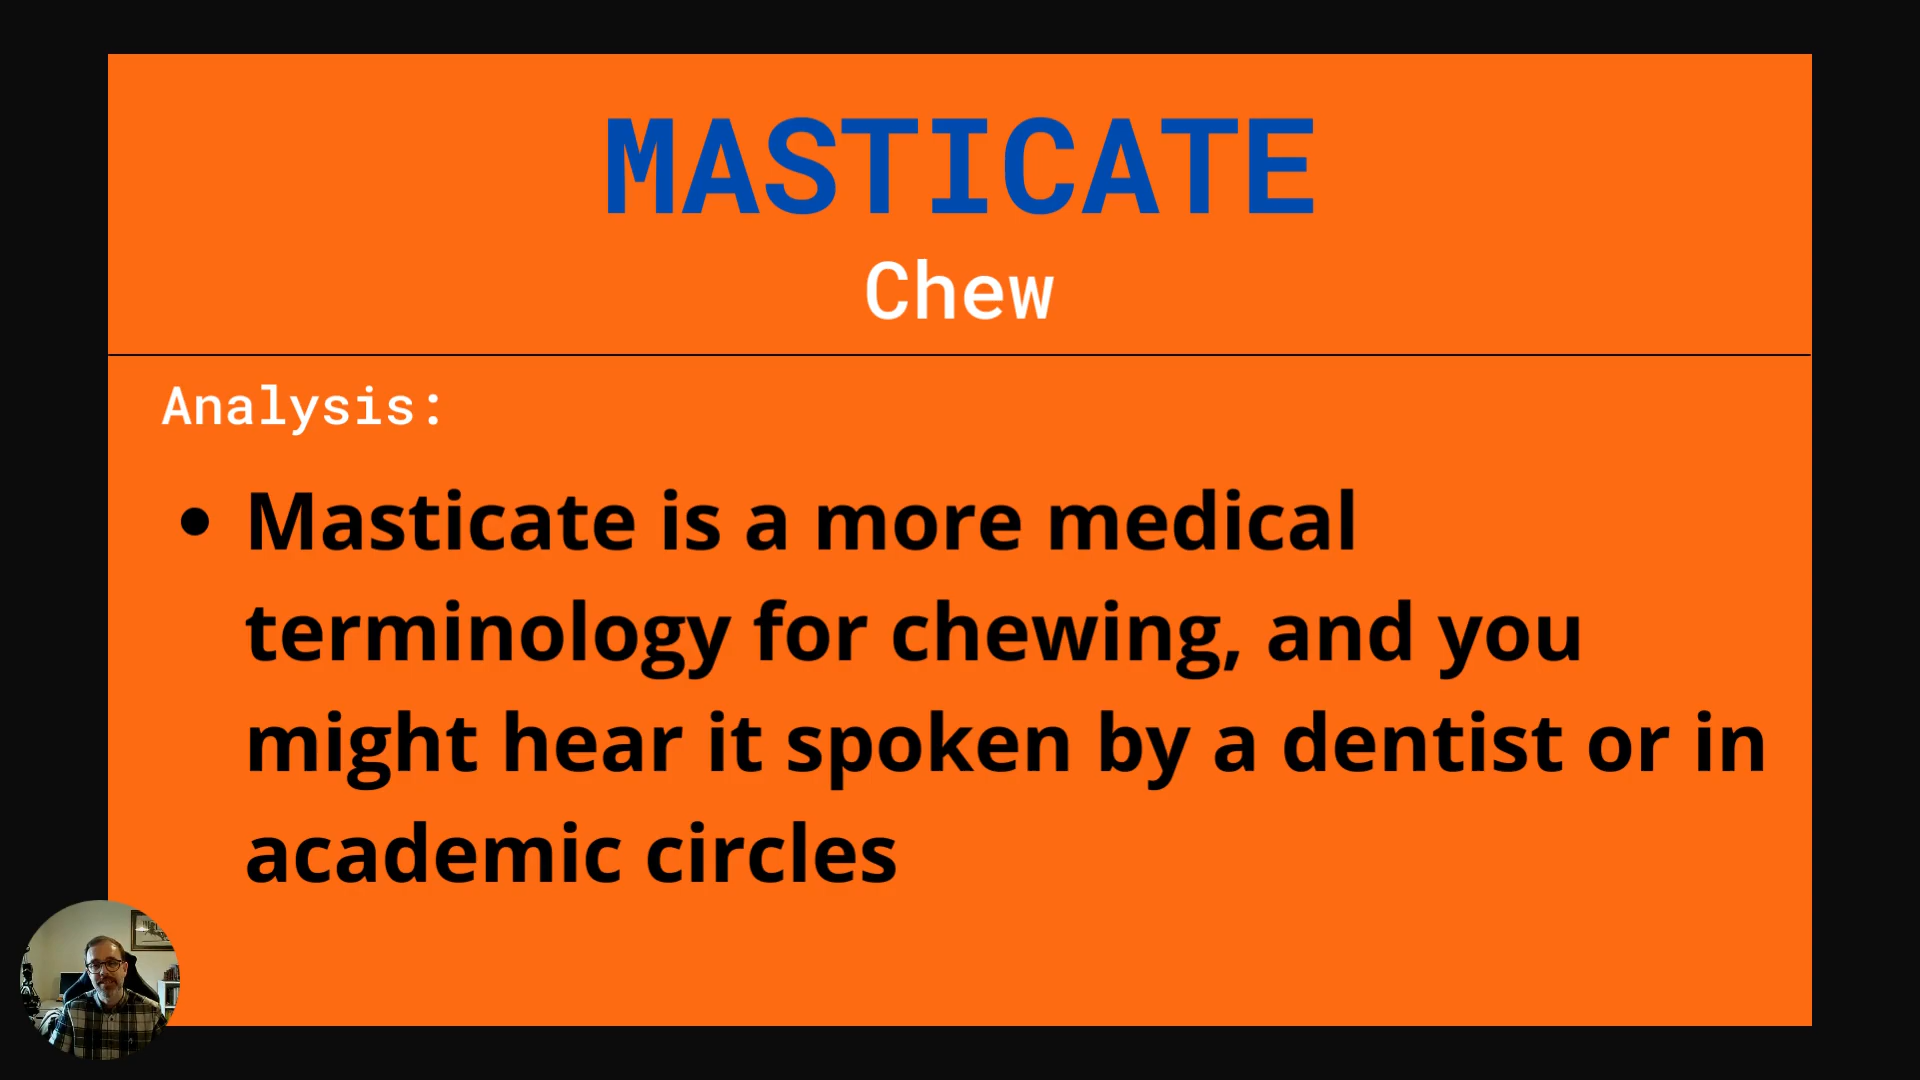 MASTICATE
Chew
Analysis:
• Masticate is a more medical
terminology for chewing, and you
might hear it spoken by a dentist or in
academic circles